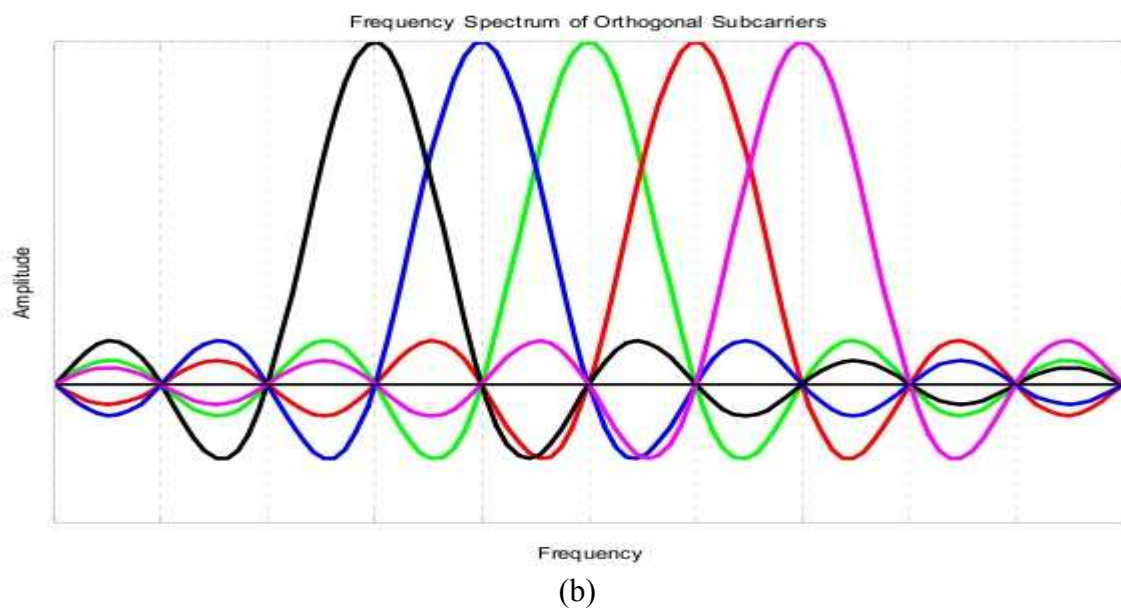 Frequency Spectrum of Orthogonal Subcarriers
Amplitude
Frequency
(b)